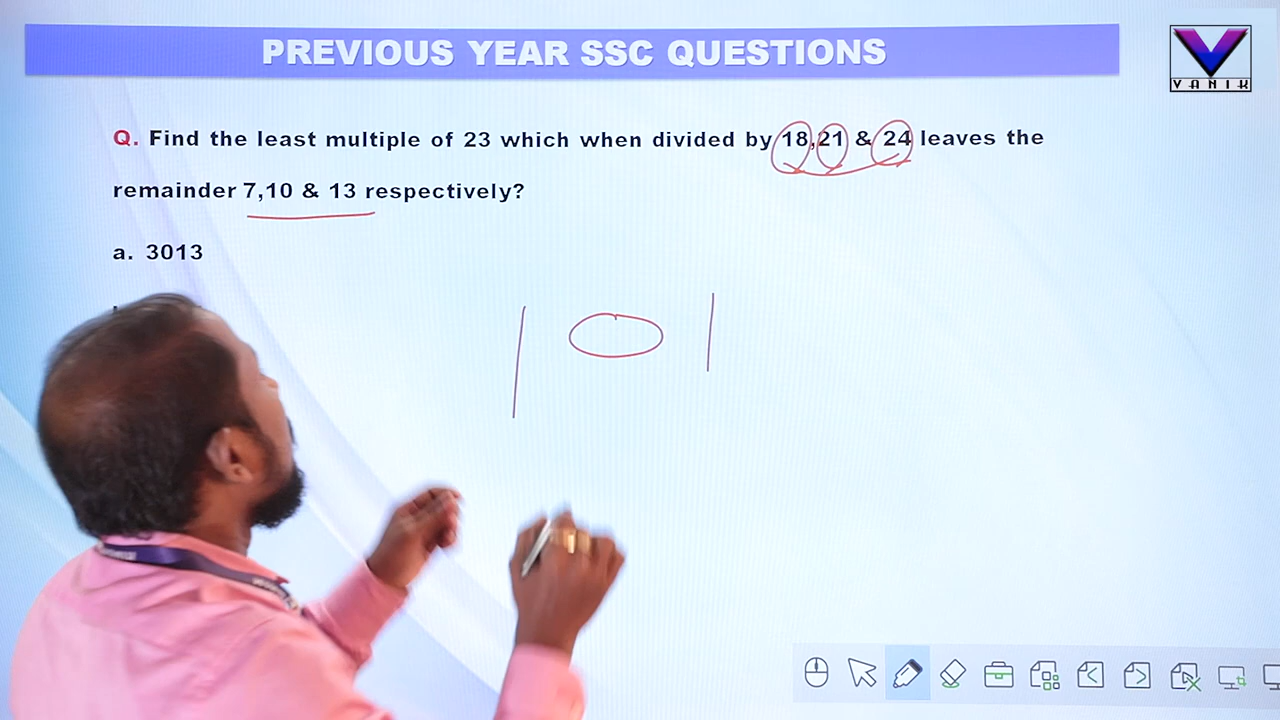 PREVIOUS YEAR SSC QUESTIONS
VANIK
Q. Find the least multiple of 23 which when divided by 18,21 & 24 leaves the
remainder 7,10 & 13 respectively?
a. 3013